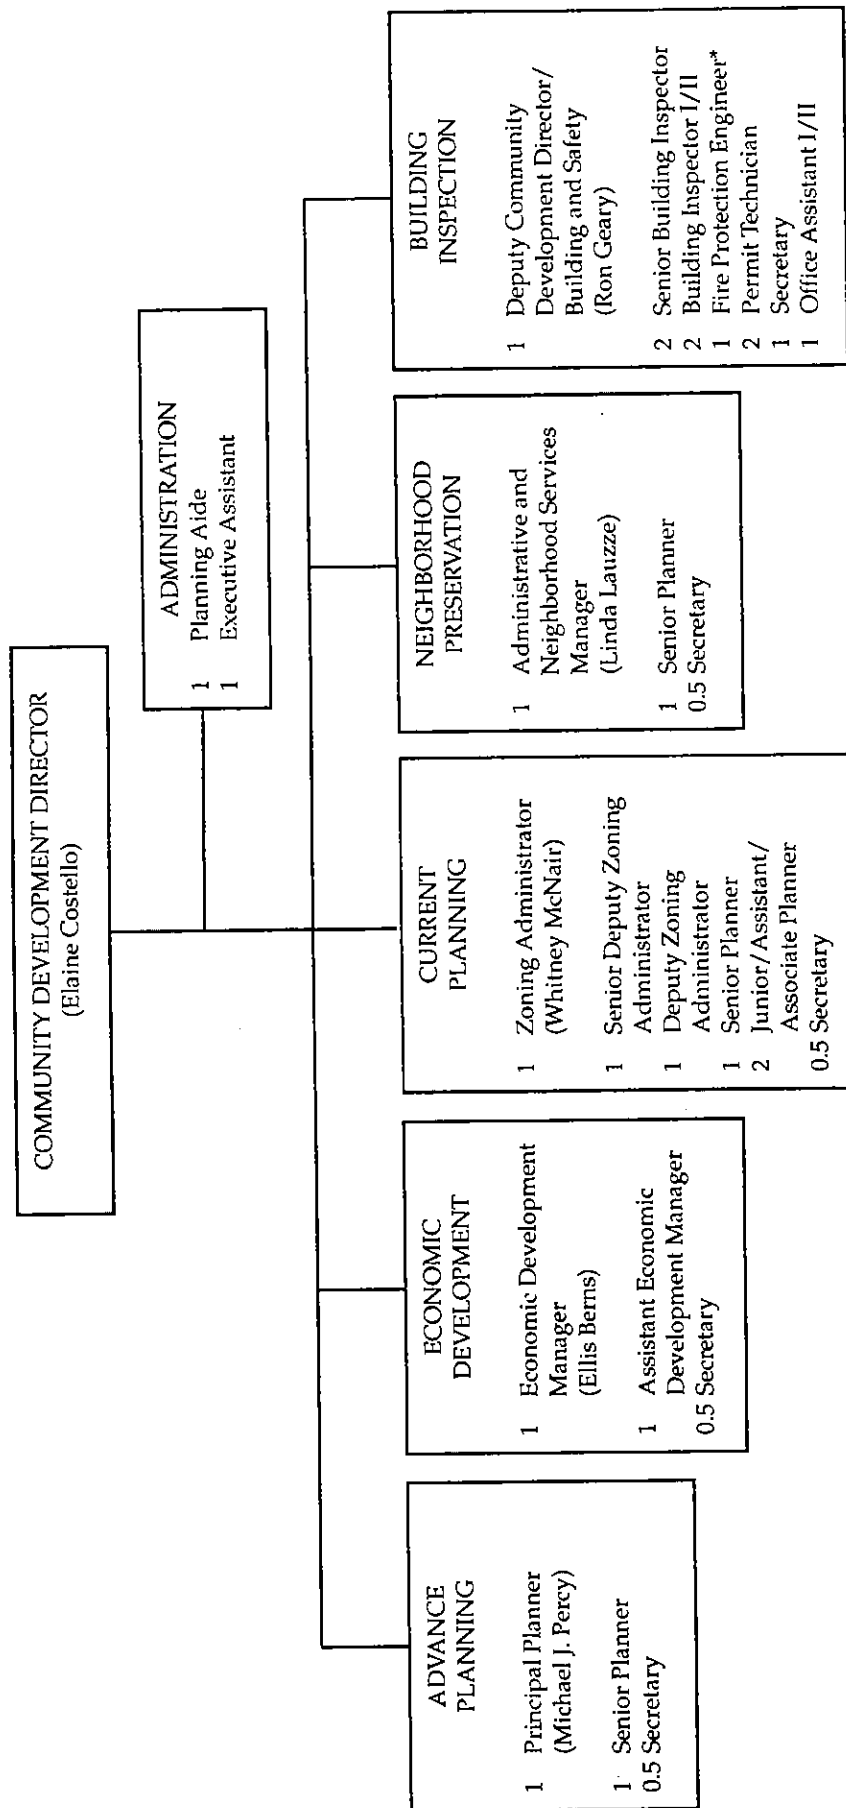 COMMUNITY DEVELOPMENT DIRECTOR
(Elaine Costello)
ADMINISTRATION
1 Planning Aide
1 Executive Assistant
ADVANCE
PLANNING
1 Principal Planner
(Michael J. Percy)
1 Senior Planner
0.5 Secretary
ECONOMIC
DEVELOPMENT
1 Economic Development
Manager
(Ellis Berns)
1 Assistant Economic
Development Manager
0.5 Secretary
CURRENT
PLANNING
1 Zoning Administrator
(Whitney McNair)
1 Senior Deputy Zoning
Administrator
1 Deputy Zoning
Administrator
1 Senior Planner
2 Junior/Assistant/
Associate Planner
0.5 Secretary
NEIGHBORHOOD
PRESERVATION
1 Administrative and
Neighborhood Services
Manager
(Linda Lauzze)
1 Senior Planner
0.5 Secretary
BUILDING
INSPECTION
1 Deputy Community
Development Director/
Building and Safety
(Ron Geary)
2 Senior Building Inspector
2 Building Inspector I/II
1 Fire Protection Engineer*
2 Permit Technician
1 Secretary
1 Office Assistant I/II